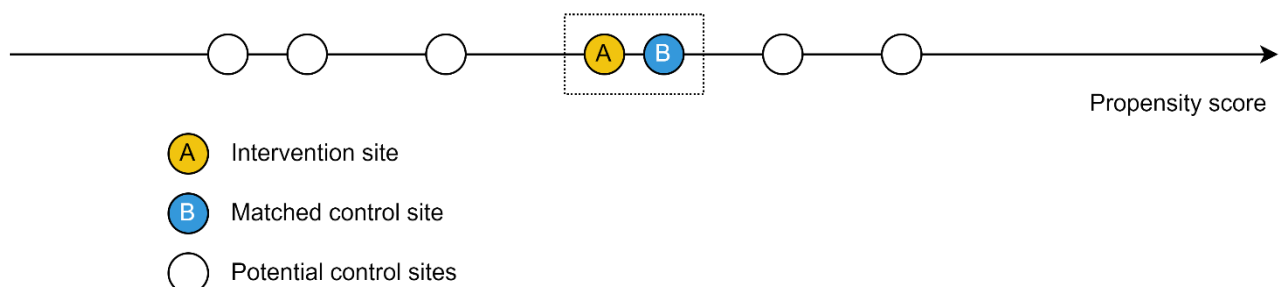 A B
Propensity score
A Intervention site
B Matched control site
Potential control sites